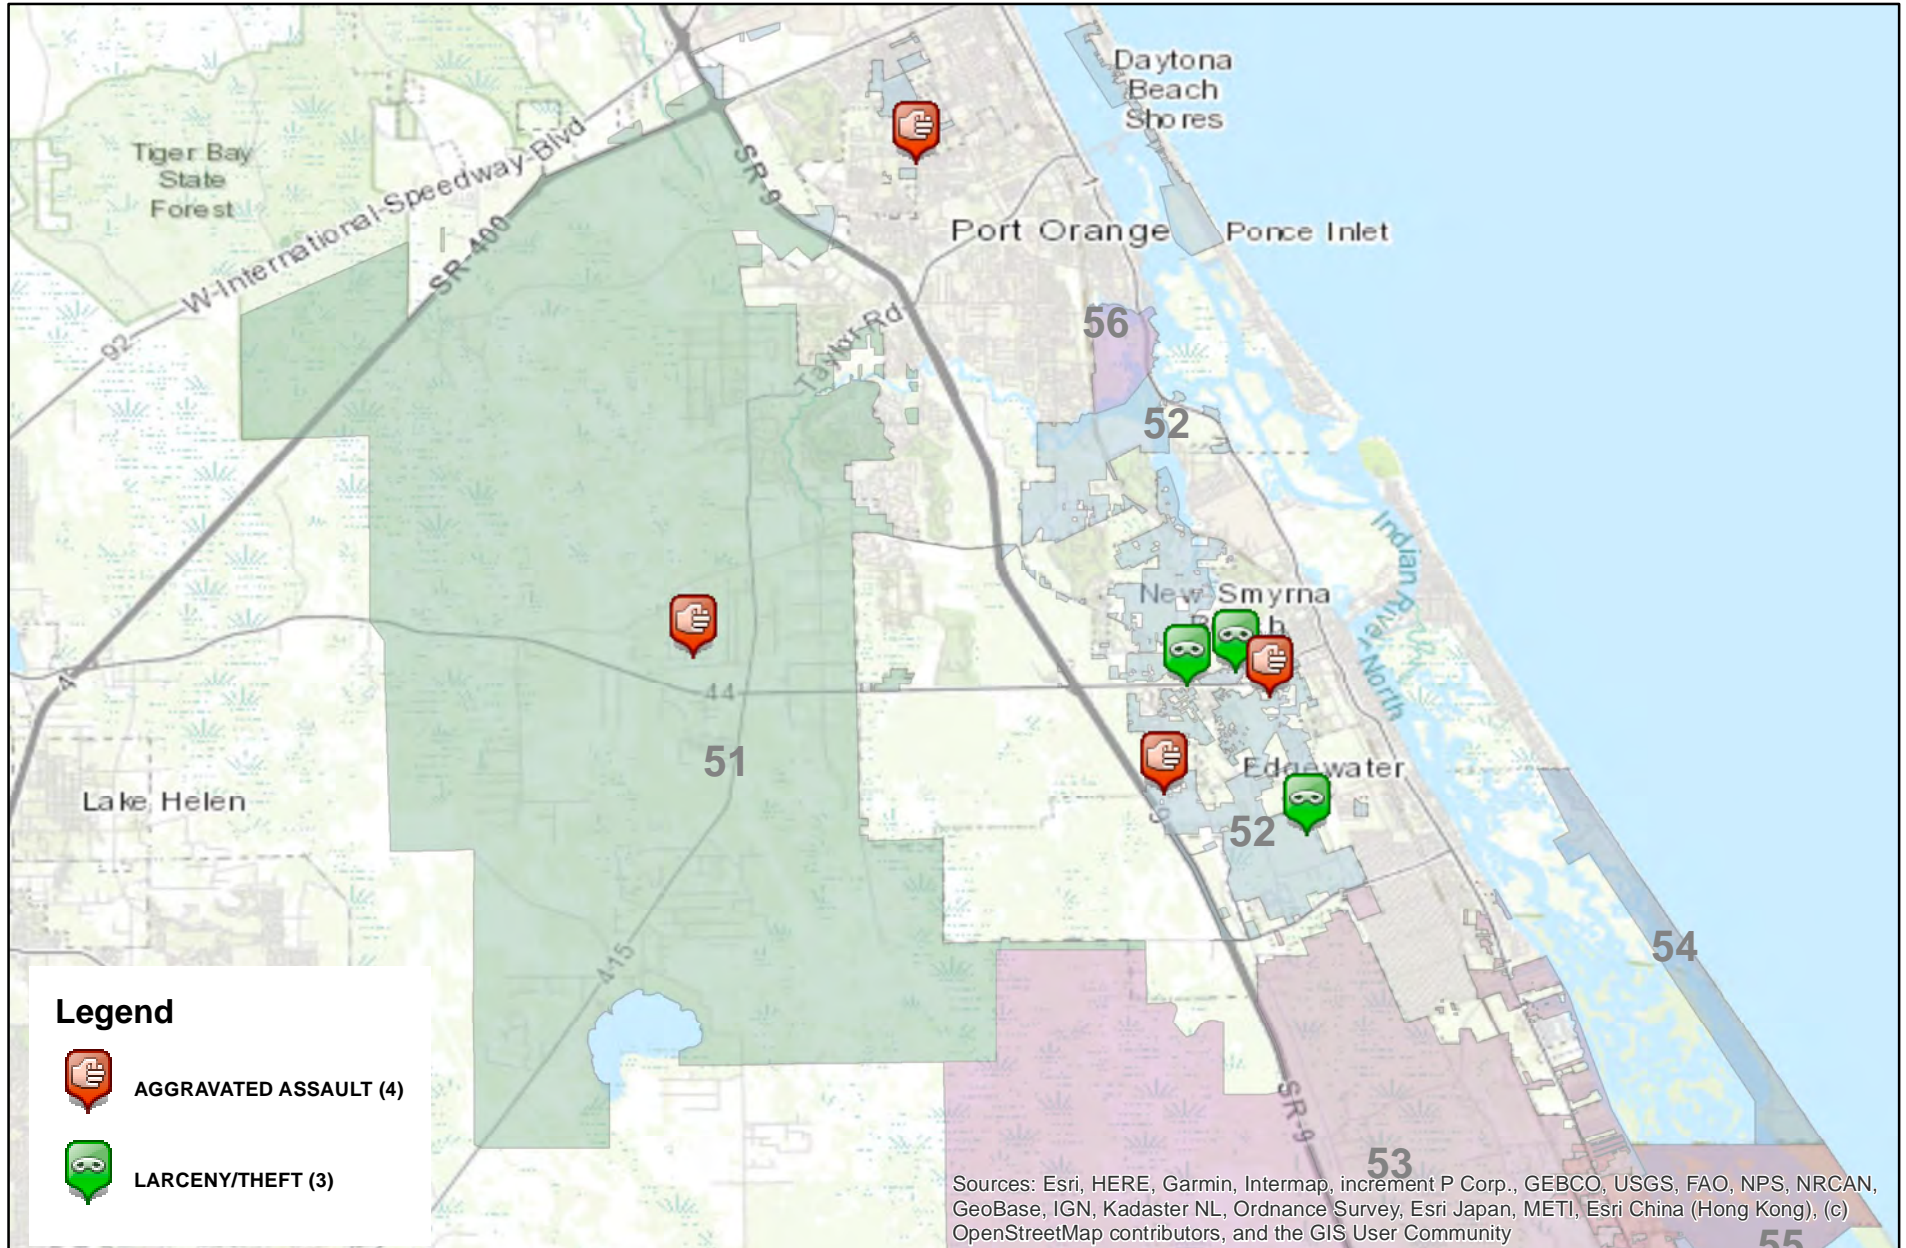 Daytona
Beach
Shores
Tiger Bay
State
Forest
W-International-Speedway-Blvd
SR-9
SR-400
Port Orange
Ponce Inlet
1
92
56
Taylor-Rd
52
Indian River North
New Smyrna
4
44
51
Edgewater
Lake Helen
9
52
54
415
Legend
AGGRAVATED ASSAULT (4)
LARCENY/THEFT (3)
SR-9
53
Sources: Esri, HERE, Garmin, Intermap, increment P Corp., GEBCO, USGS, FAO, NPS, NRCAN,
GeoBase, IGN, Kadaster NL, Ordnance Survey, Esri Japan, METI, Esri China (Hong Kong), (c)
OpenStreetMap contributors, and the GIS User Community
55